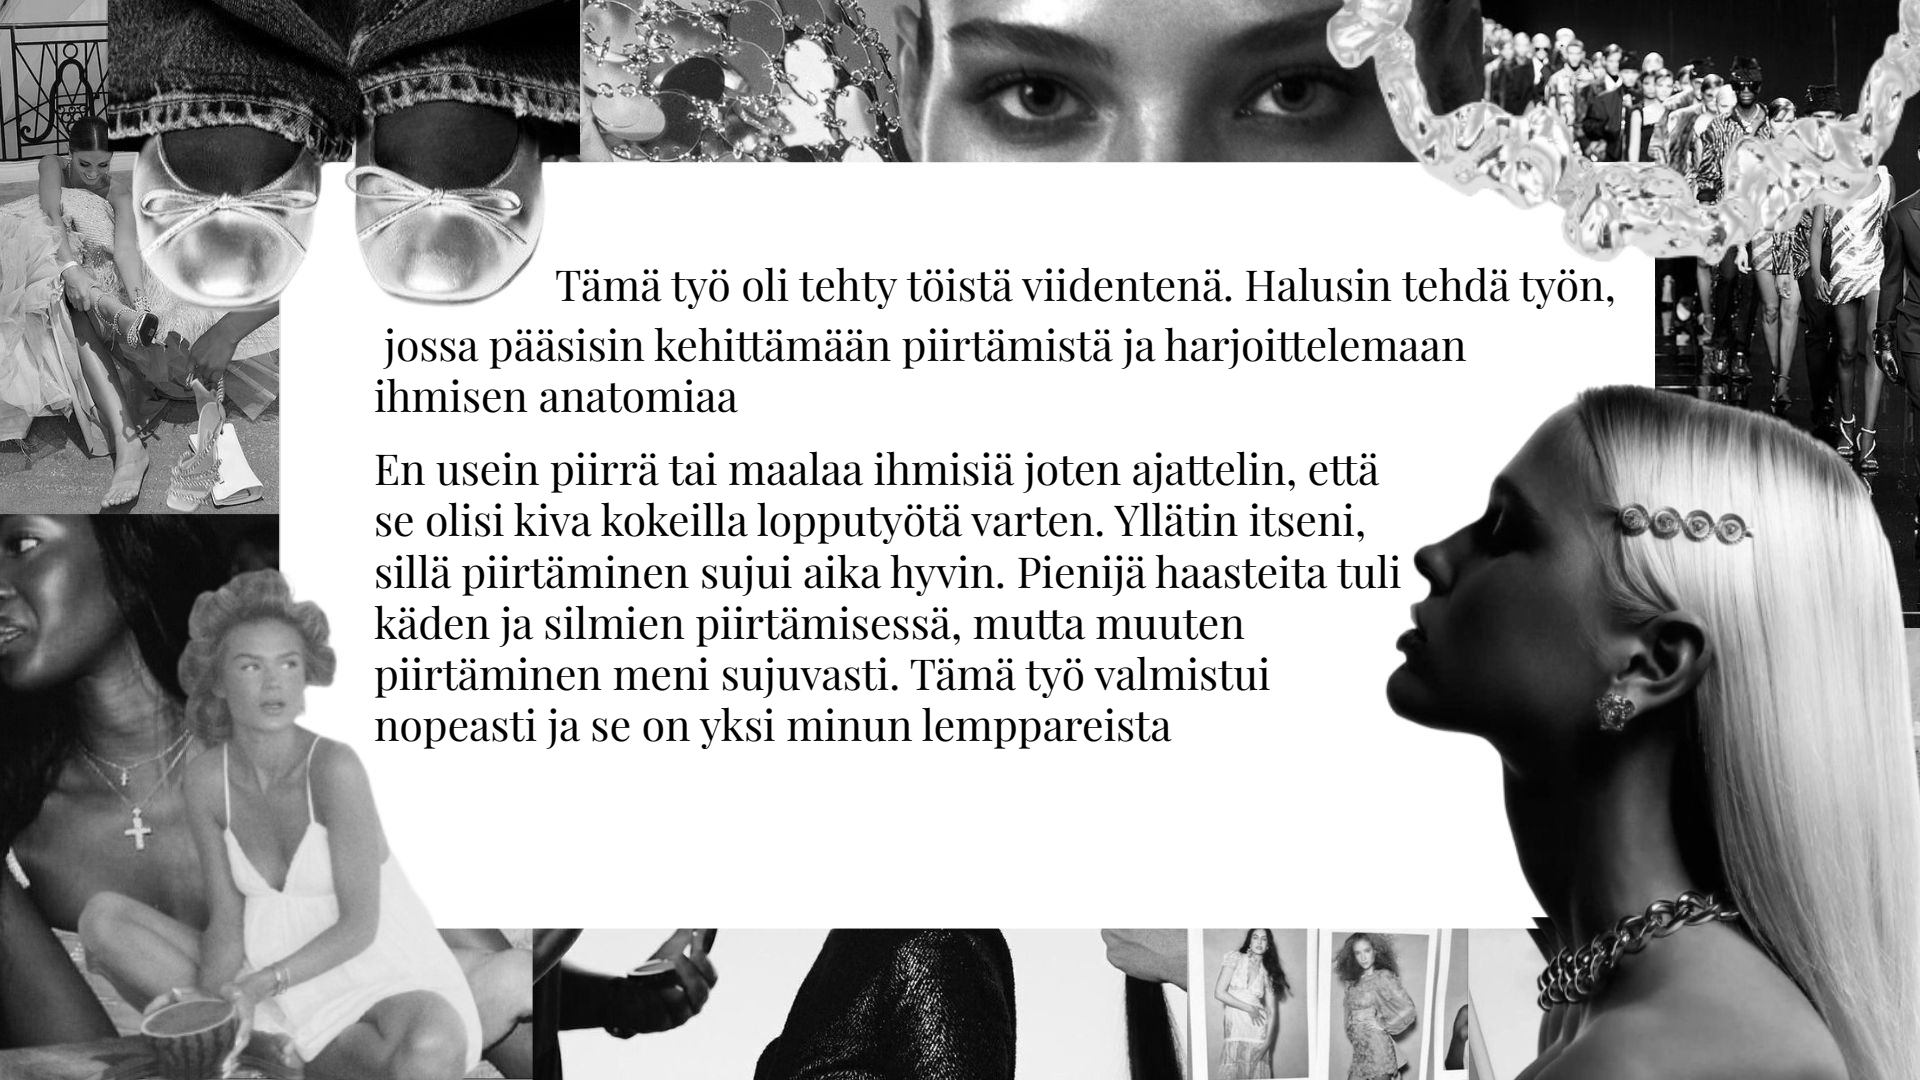 Tämä työ oli tehty töistä viidentenä. Halusin tehdä työn,
jossa pääsisin kehittämään piirtämistä ja harjoittelemaan
ihmisen anatomiaa
En usein piirrä tai maalaa ihmisiä joten ajattelin, että
se olisi kiva kokeilla lopputyötä varten. Yllätin itseni,
sillä piirtäminen sujui aika hyvin. Pienijä haasteita tuli
käden ja silmien piirtämisessä, mutta muuten
piirtäminen meni sujuvasti. Tämä työ valmistui
nopeasti ja se on yksi minun lemppareista